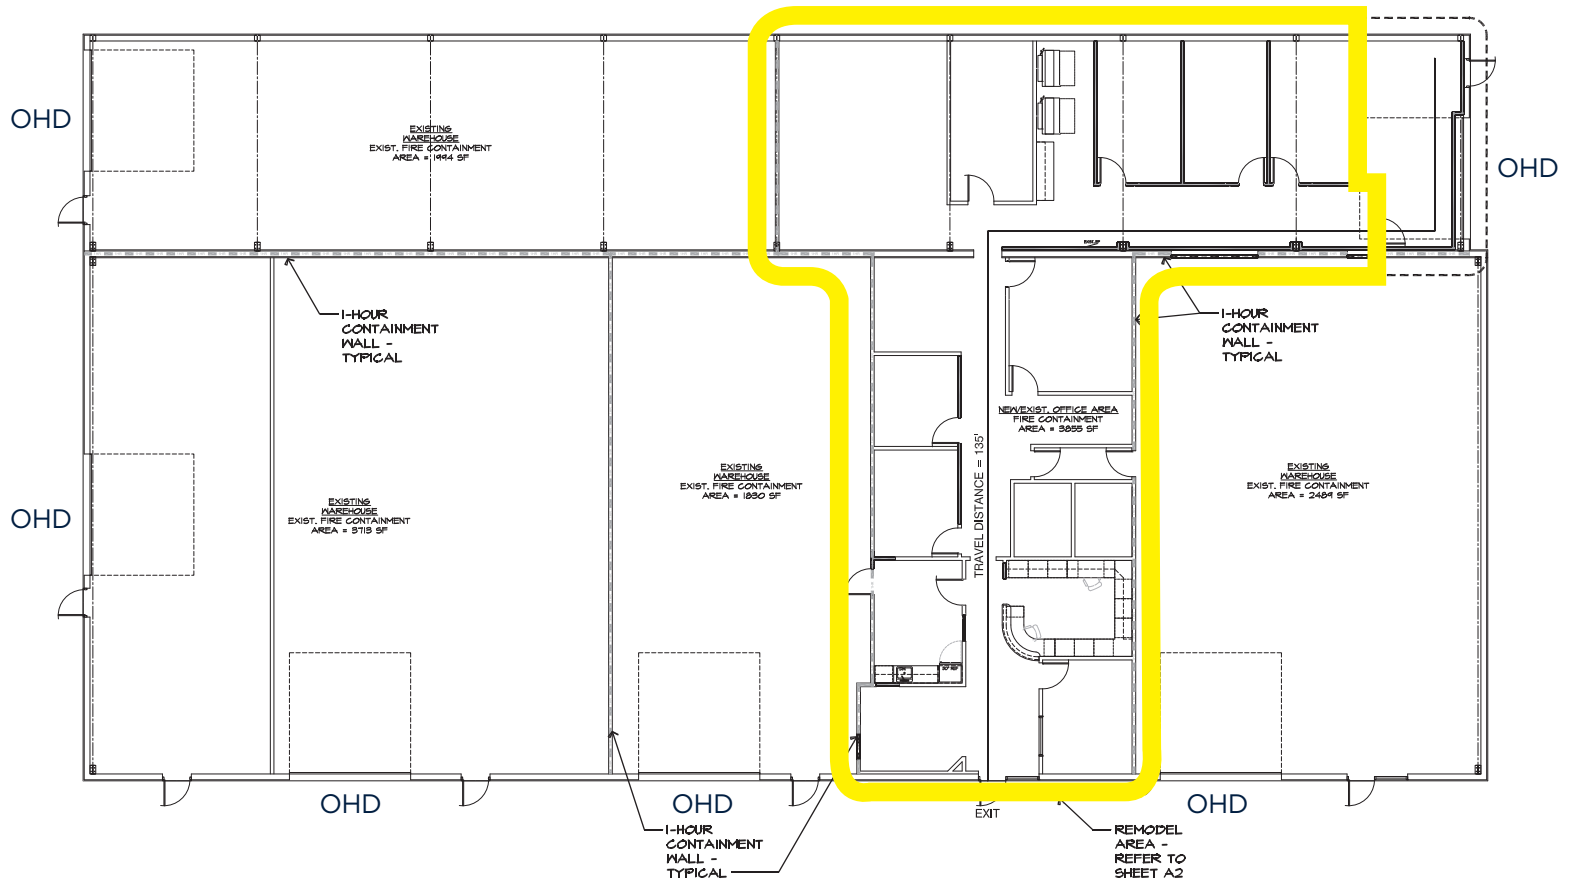 OHD
EXISTING
WAREHOUSE
EXIST. FIRE CONTAINMENT
AREA = 1994 SF
OHD
1-HOUR
CONTAINMENT
WALL -
TYPICAL
1-HOUR
CONTAINMENT
WALL -
TYPICAL
NEW/EXIST. OFFICE AREA
FIRE CONTAINMENT
AREA = 3855 SF
TRAVEL DISTANCE = 135'
EXISTING
WAREHOUSE
EXIST. FIRE CONTAINMENT
AREA = 1830 SF
EXISTING
WAREHOUSE
EXIST. FIRE CONTAINMENT
AREA = 2489 SF
OHD
EXISTING
WAREHOUSE
EXIST. FIRE CONTAINMENT
AREA = 3713 SF
OHD
OHD
OHD
EXIT
1-HOUR
CONTAINMENT
WALL -
TYPICAL
REMODEL
AREA -
REFER TO
SHEET A2